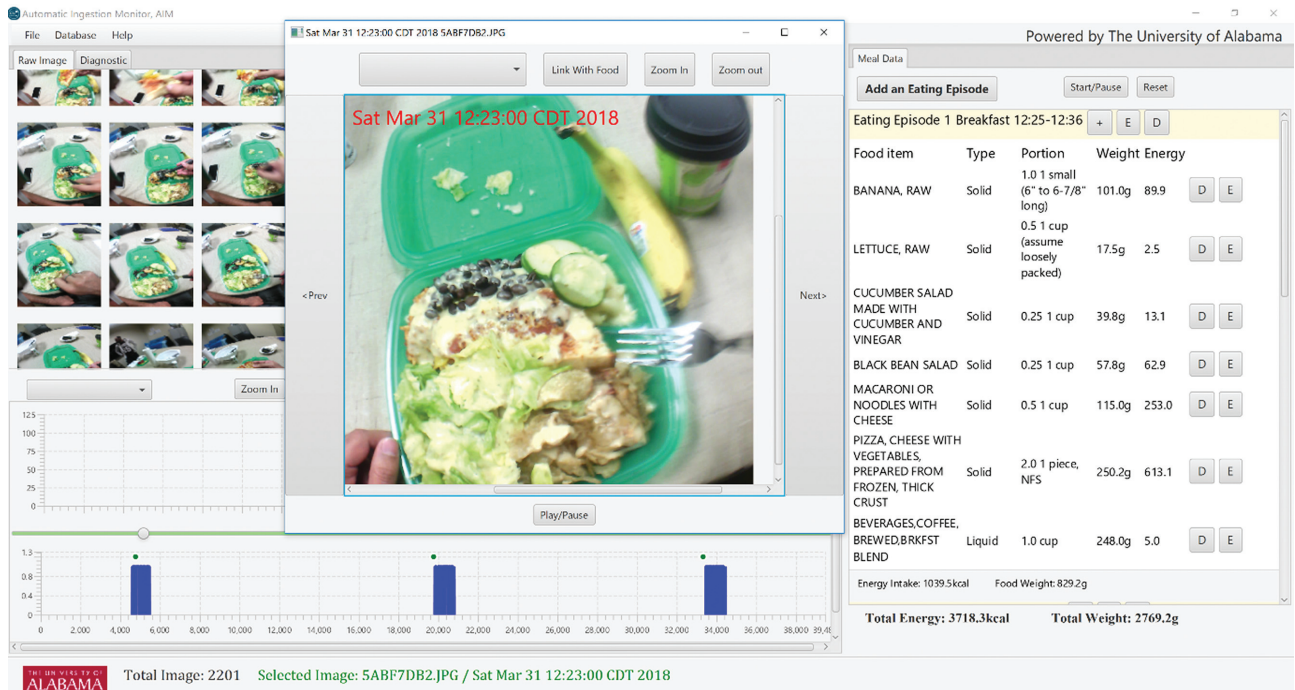 Automatic Ingestion Monitor, AIM
File Database Help
Raw Image Diagnostic
Sat Mar 31 12:23:00 CDT 2018 5ABF7DB2.JPG
Link With Food Zoom In Zoom out
Sat Mar 31 12:23:00 CDT 2018
<Prev
Next>
Play/Pause
Zoom In
125
100
75
50
25
0
1.3
0.8
0.4
0
0 2,000 4,000 6,000 8,000 10,000 12,000 14,000 16,000 18,000 20,000 22,000 24,000 26,000 28,000 30,000 32,000 34,000 36,000 38,000 39,4
Powered by The University of Alabama
Meal Data
Add an Eating Episode Start/Pause Reset
Eating Episode 1 Breakfast 12:25-12:36 + E D
Food item Type Portion Weight Energy
BANANA, RAW Solid 1.0 1 small (6" to 6-7/8" long) 101.0g 89.9 D E
LETTUCE, RAW Solid 0.5 1 cup (assume loosely packed) 17.5g 2.5 D E
CUCUMBER SALAD MADE WITH CUCUMBER AND VINEGAR Solid 0.25 1 cup 39.8g 13.1 D E
BLACK BEAN SALAD Solid 0.25 1 cup 57.8g 62.9 D E
MACARONI OR NOODLES WITH CHEESE Solid 0.5 1 cup 115.0g 253.0 D E
PIZZA, CHEESE WITH VEGETABLES, PREPARED FROM FROZEN, THICK CRUST Solid 2.0 1 piece, NFS 250.2g 613.1 D E
BEVERAGES,COFFEE, BREWED,BRKFST BLEND Liquid 1.0 cup 248.0g 5.0 D E
Energy Intake: 1039.5kcal Food Weight: 829.2g
Total Energy: 3718.3kcal Total Weight: 2769.2g
THE UNIVERSITY OF
ALABAMA
Total Image: 2201 Selected Image: 5ABF7DB2.JPG / Sat Mar 31 12:23:00 CDT 2018